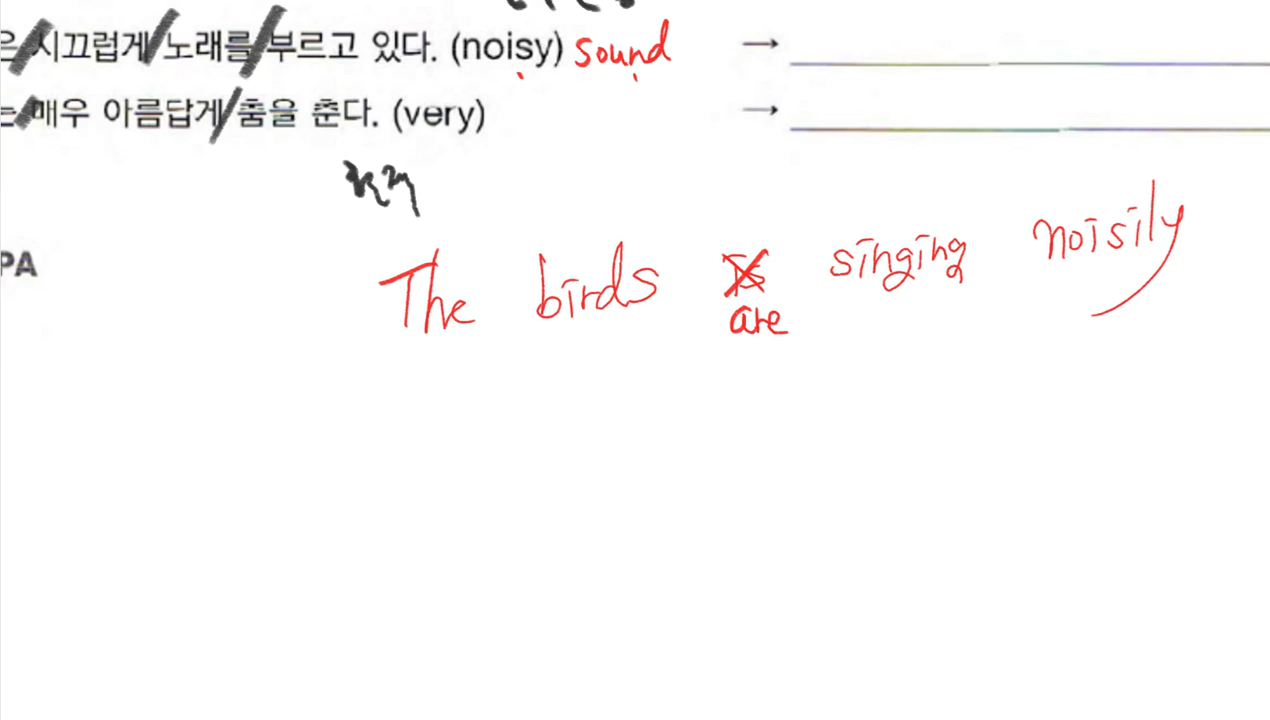 은 시끄럽게 노래를 부르고 있다. (noisy) sound →
는 매우 아름답게 춤을 춘다. (very) →
PA
The birds is singing noisily
are